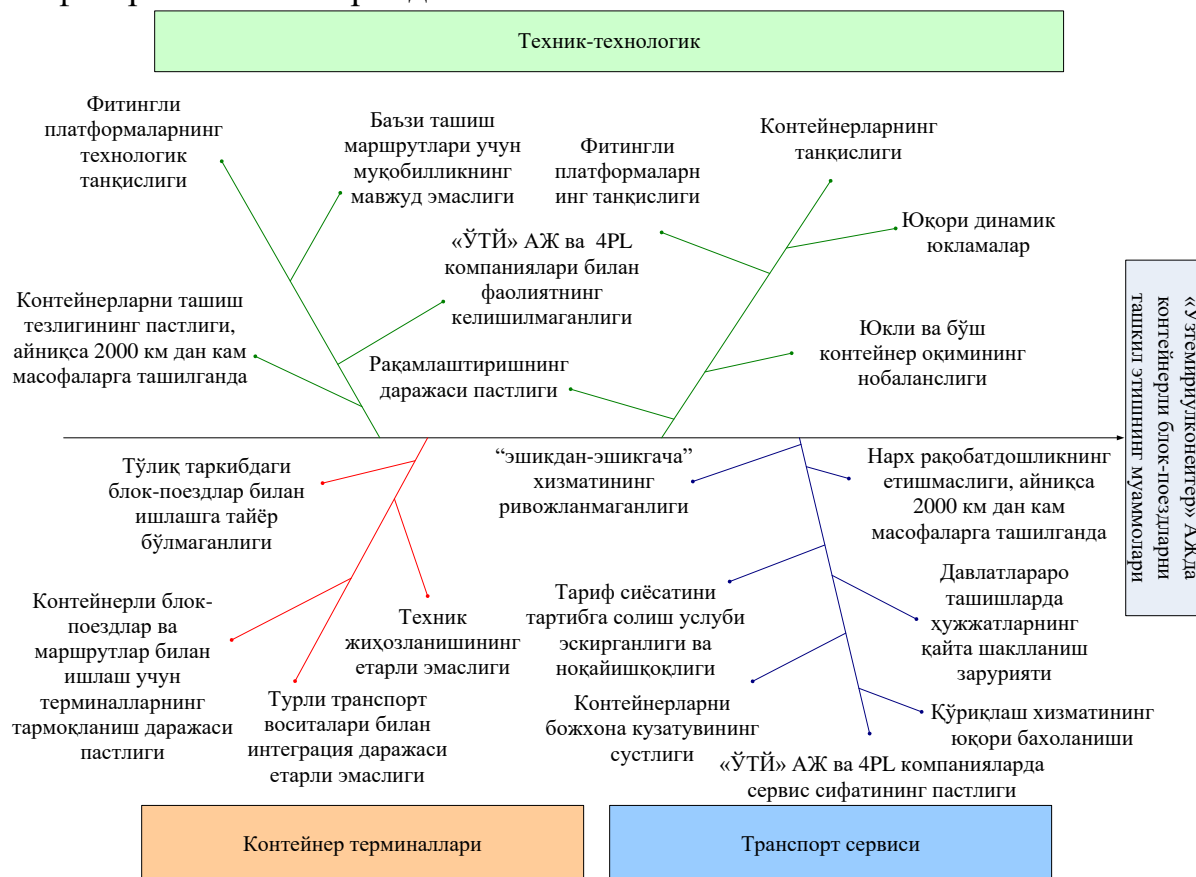 Техник-технологик
Фитингли
платформаларнинг
технологик
танқислиги
Баъзи ташиш
маршрутлари учун
муқобилликнинг
мавжуд эмаслиги
Фитингли
платформаларн
инг танқислиги
Контейнерларнинг
танқислиги
Юқори динамик
юкламалар
«ЎТЙ» АЖ ва 4PL
компаниялари билан
фаолиятнинг
келишилмаганлиги
Контейнерларни ташиш
тезлигининг пастлиги,
айниқса 2000 км дан кам
масофаларга ташилганда
Рақамлаштиришнинг
даражаси пастлиги
Юкли ва бўш
контейнер оқимининг
нобаланслиги
«Узтемирйулконтейтер» АЖда
контейнерли блок-поездларни
ташкил этишнинг муаммолари
Тўлиқ таркибдаги
блок-поездлар билан
ишлашга тайёр
бўлмаганлиги
“эшикдан-эшикгача”
хизматининг
ривожланмаганлиги
Нарх рақобатдошликнинг
етишмаслиги, айниқса
2000 км дан кам
масофаларга ташилганда
Контейнерли блок-
поездлар ва
маршрутлар билан
ишлаш учун
терминалларнинг
тармоқланиш даражаси
пастлиги
Техник
жиҳозланишининг
етарли эмаслиги
Турли транспорт
воситалари билан
интеграция даражаси
етарли эмаслиги
Тариф сиёсатини
тартибга солиш услуби
эскирганлиги ва
ноқайишқоқлиги
Контейнерларни
божхона кузатувининг
сустлиги
Давлатлараро
ташишларда
ҳужжатларнинг
қайта шаклланиш
зарурияти
Қўриқлаш хизматининг
юқори бахоланиши
«ЎТЙ» АЖ ва 4PL компанияларда
сервис сифатининг пастлиги
Контейнер терминаллари
Транспорт сервиси